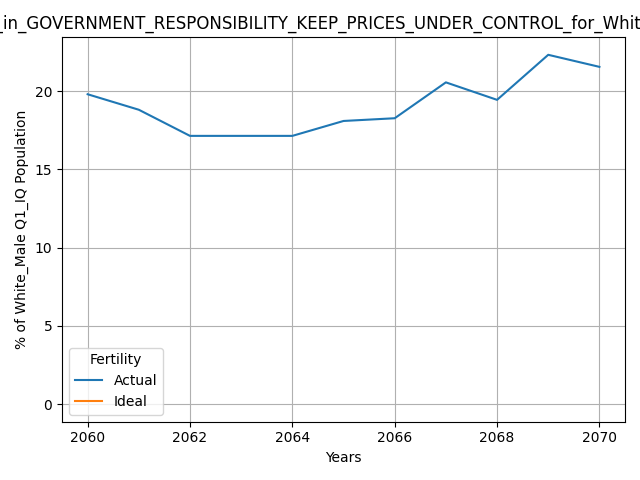 _in_GOVERNMENT_RESPONSIBILITY_KEEP_PRICES_UNDER_CONTROL_for_Whit
% of White_Male Q1_IQ Population
20
15
10
5
0
Fertility
Actual
Ideal
2060 2062 2064 2066 2068 2070
Years